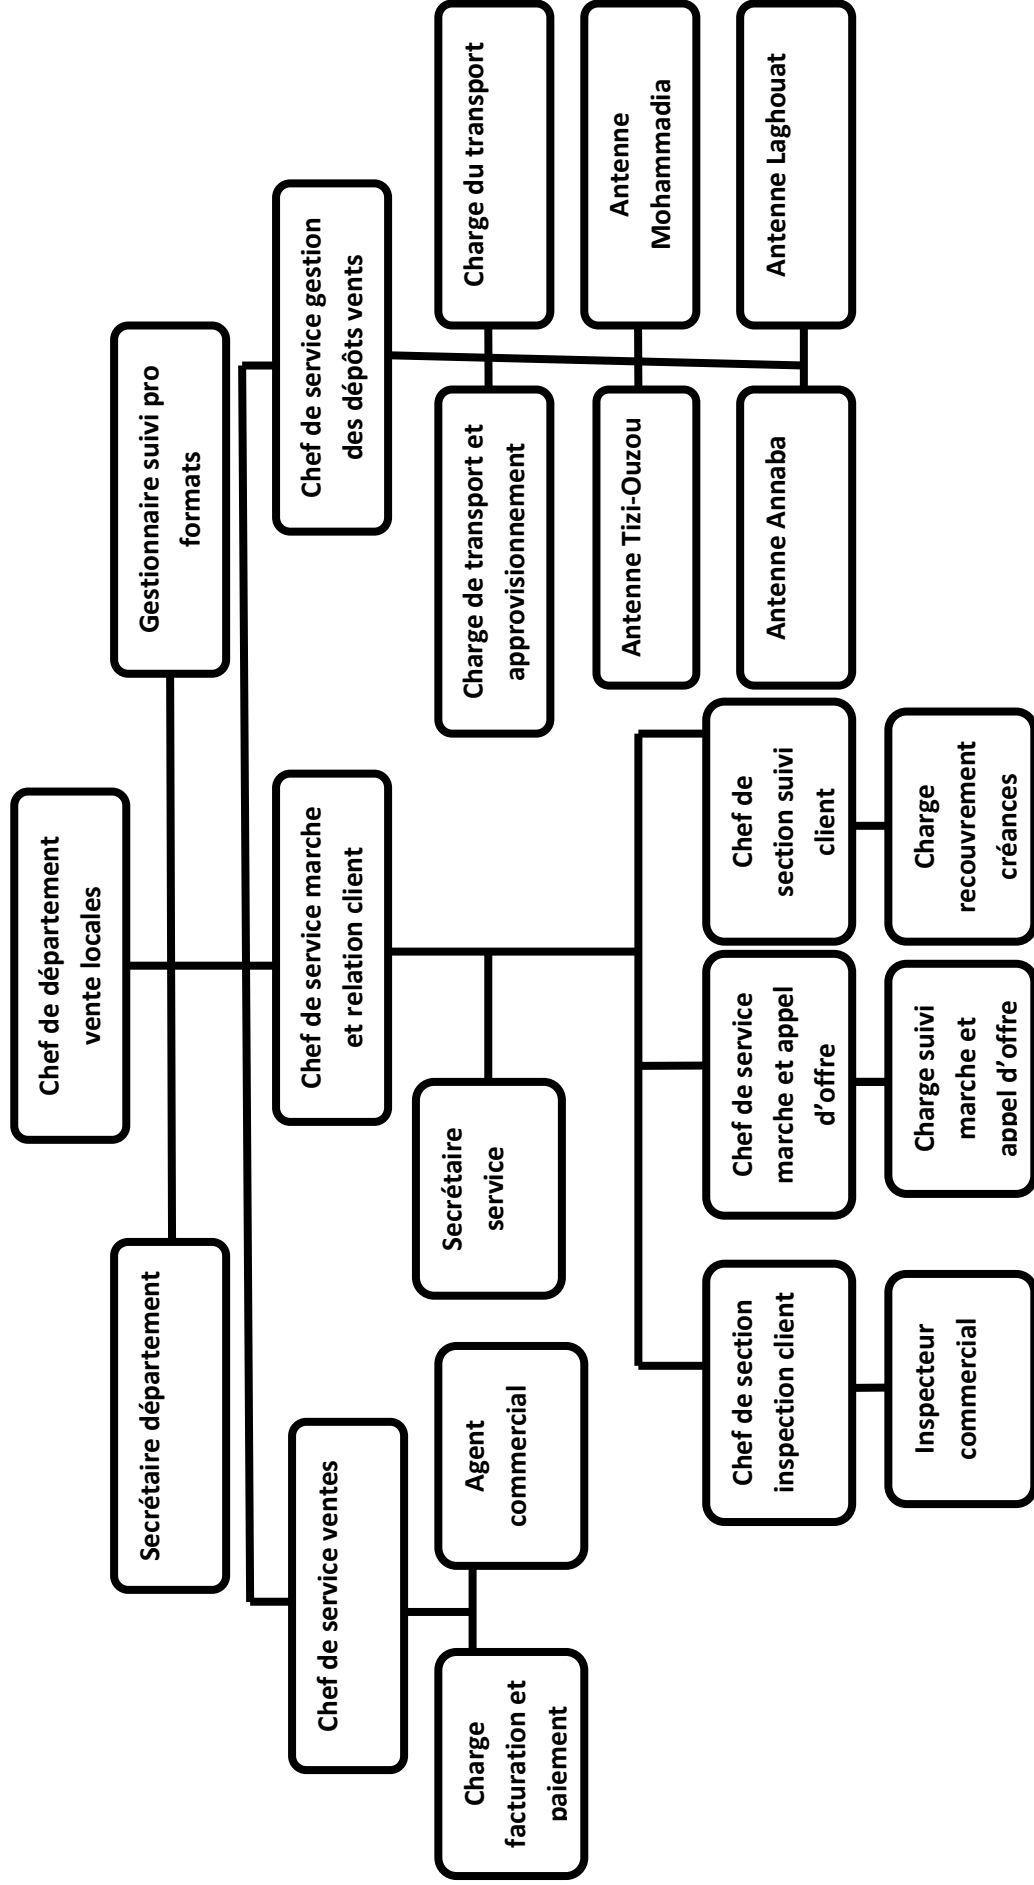 Chef de département
vente locales
Secrétaire département
Gestionnaire suivi pro
formats
Chef de service ventes
Chef de service marche
et relation client
Chef de service gestion
des dépôts vents
Charge
facturation et
paiement
Agent
commercial
Secrétaire
service
Charge de transport et
approvisionnement
Charge du transport
Antenne Tizi-Ouzou
Antenne
Mohammadia
Antenne Annaba
Antenne Laghouat
Chef de section
inspection client
Chef de service
marche et appel
d’offre
Chef de
section suivi
client
Inspecteur
commercial
Charge suivi
marche et
appel d’offre
Charge
recouvrement
créances